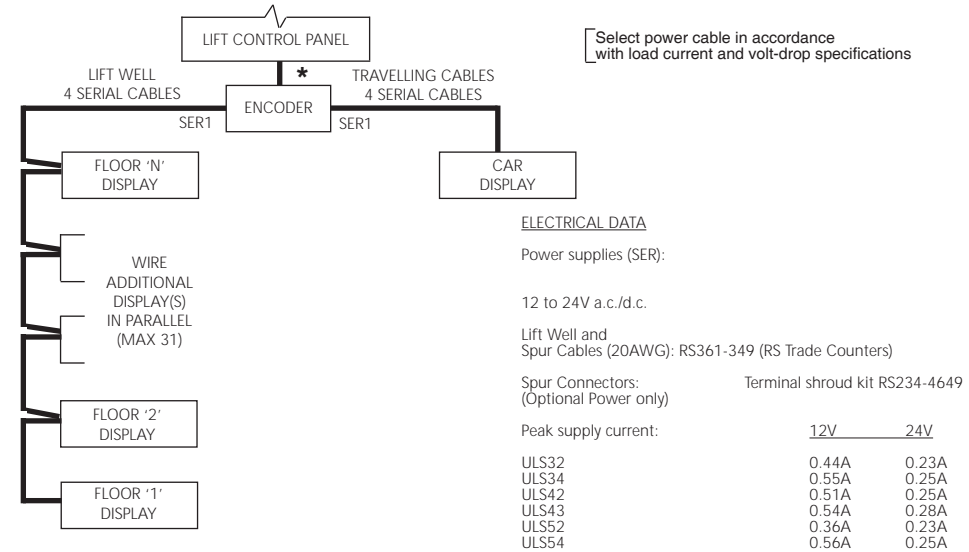 LIFT CONTROL PANEL
*
Select power cable in accordance
with load current and volt-drop specifications
LIFT WELL
4 SERIAL CABLES
TRAVELLING CABLES
4 SERIAL CABLES
ENCODER
SER1
SER1
FLOOR ‘N’
DISPLAY
CAR
DISPLAY
WIRE
ADDITIONAL
DISPLAY(S)
IN PARALLEL
(MAX 31)
FLOOR ‘2’
DISPLAY
FLOOR ‘1’
DISPLAY
ELECTRICAL DATA
Power supplies (SER):
12 to 24V a.c./d.c.
Lift Well and
Spur Cables (20AWG): RS361-349 (RS Trade Counters)
Spur Connectors: Terminal shroud kit RS234-4649
(Optional Power only)
Peak supply current: 12V 24V
ULS32 0.44A 0.23A
ULS34 0.55A 0.25A
ULS42 0.51A 0.25A
ULS43 0.54A 0.28A
ULS52 0.36A 0.23A
ULS54 0.56A 0.25A